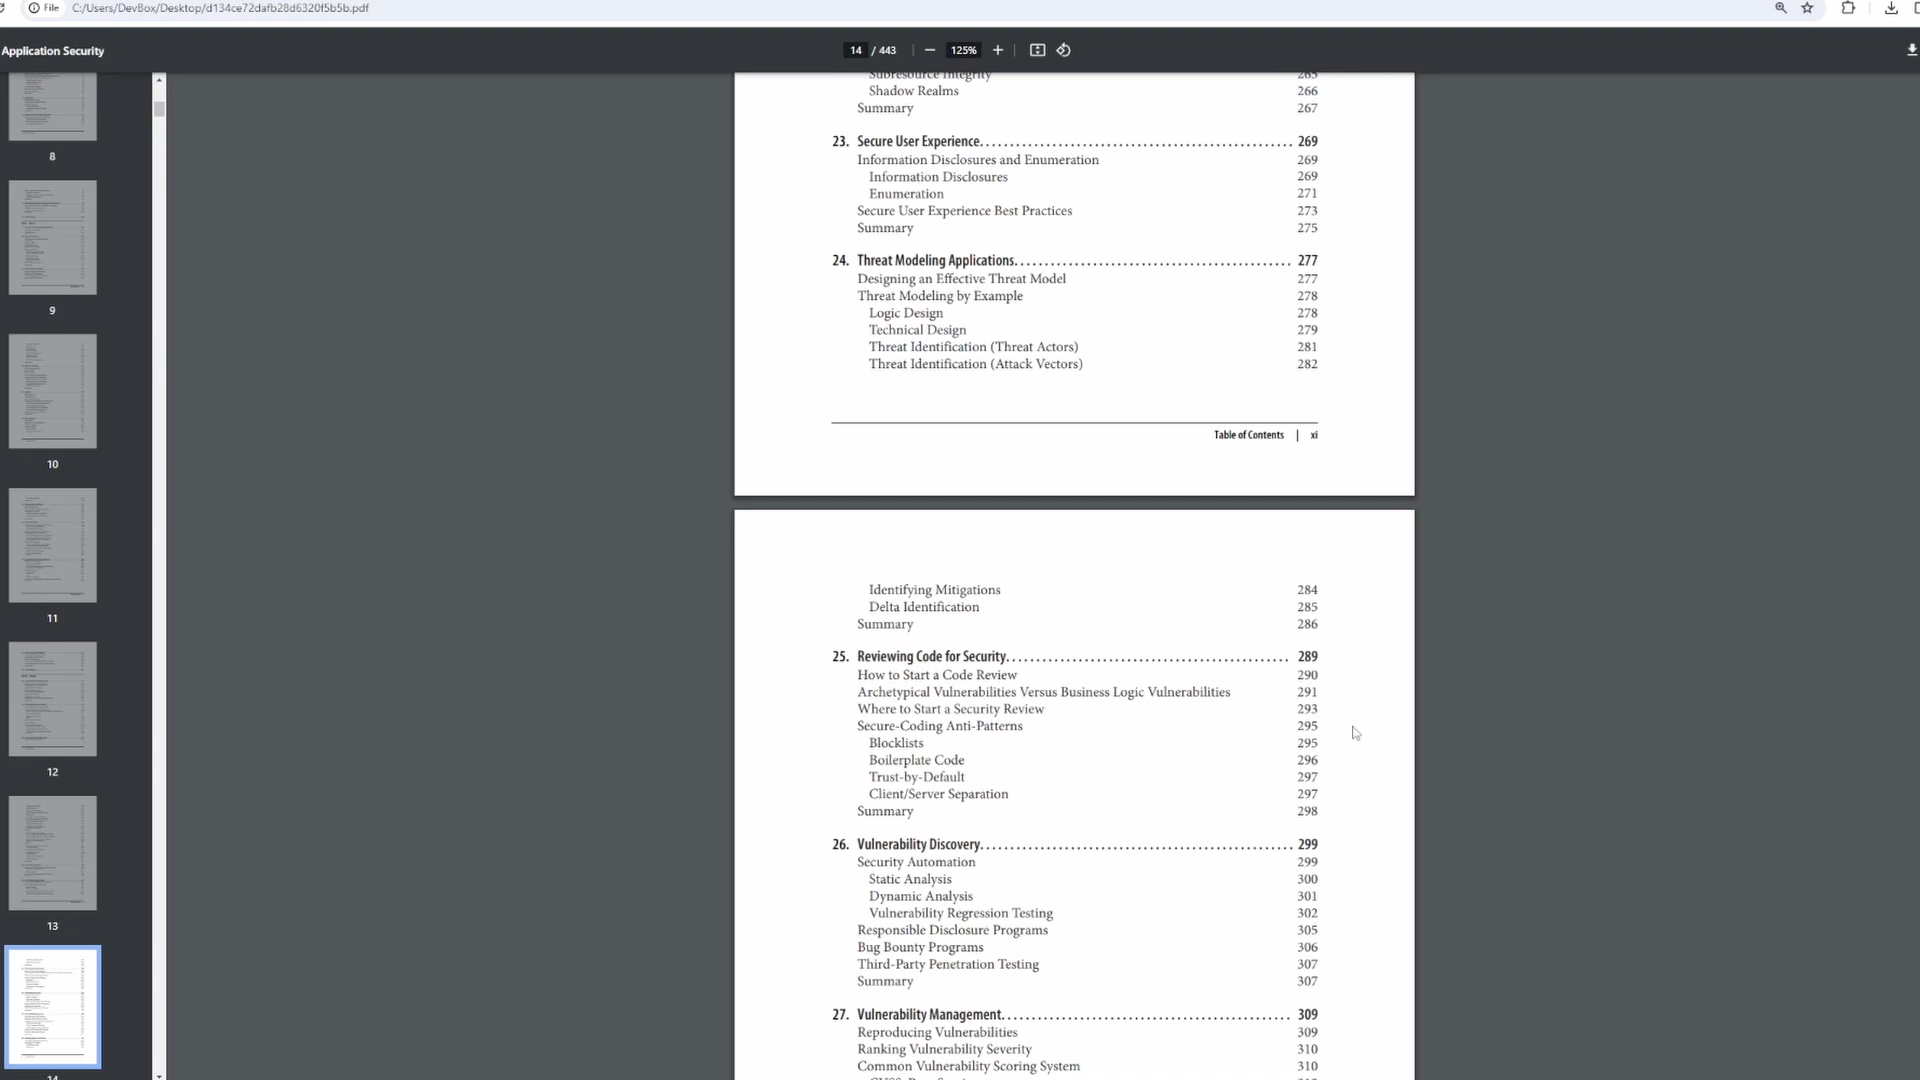 File
C:/Users/DevBox/Desktop/d134ce72dafb28d6320f5b5b.pdf
Application Security
14 / 443
125%
8
9
10
11
12
13
14
Subresource Integrity 265
Shadow Realms 266
Summary 267
23. Secure User Experience. 269
Information Disclosures and Enumeration 269
Information Disclosures 269
Enumeration 271
Secure User Experience Best Practices 273
Summary 275
24. Threat Modeling Applications. 277
Designing an Effective Threat Model 277
Threat Modeling by Example 278
Logic Design 278
Technical Design 279
Threat Identification (Threat Actors) 281
Threat Identification (Attack Vectors) 282
Table of Contents | xi
Identifying Mitigations 284
Delta Identification 285
Summary 286
25. Reviewing Code for Security. 289
How to Start a Code Review 290
Archetypical Vulnerabilities Versus Business Logic Vulnerabilities 291
Where to Start a Security Review 293
Secure-Coding Anti-Patterns 295
Blocklists 295
Boilerplate Code 296
Trust-by-Default 297
Client/Server Separation 297
Summary 298
26. Vulnerability Discovery. 299
Security Automation 299
Static Analysis 300
Dynamic Analysis 301
Vulnerability Regression Testing 302
Responsible Disclosure Programs 305
Bug Bounty Programs 306
Third-Party Penetration Testing 307
Summary 307
27. Vulnerability Management. 309
Reproducing Vulnerabilities 309
Ranking Vulnerability Severity 310
Common Vulnerability Scoring System 310